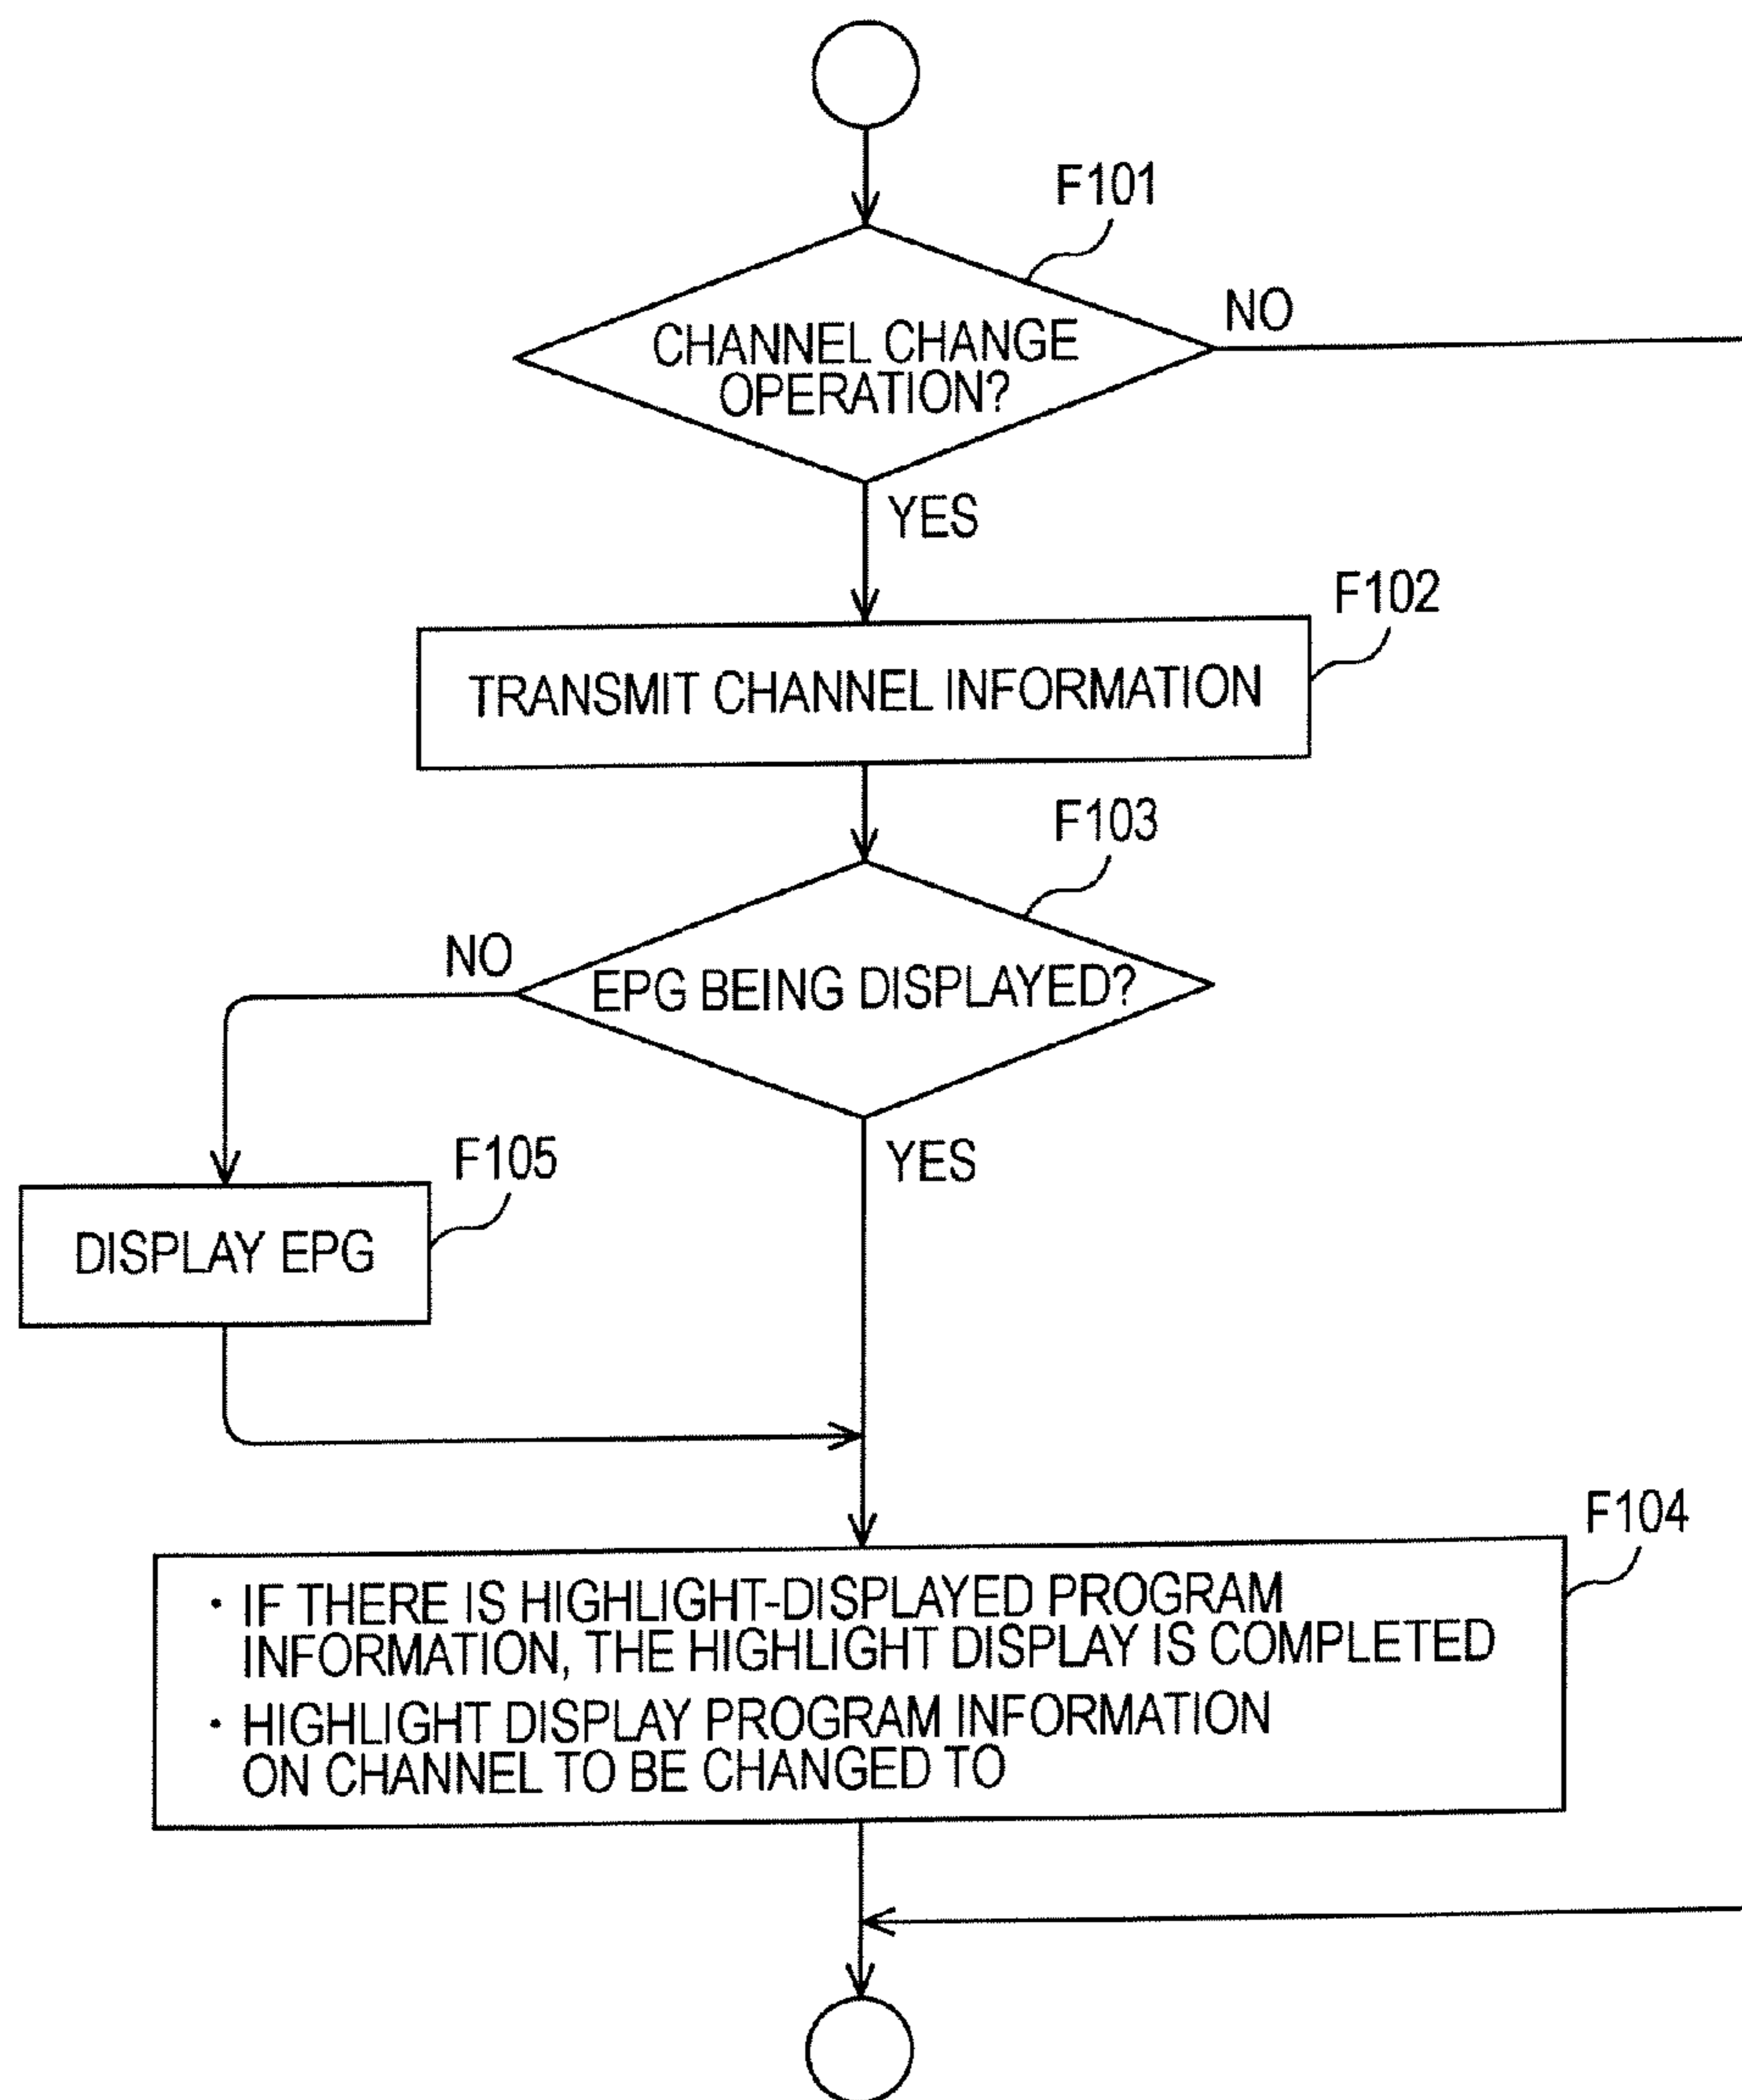 F101
CHANNEL CHANGE
OPERATION?
NO
YES
F102
TRANSMIT CHANNEL INFORMATION
F103
NO
EPG BEING DISPLAYED?
YES
F105
DISPLAY EPG
F104
· IF THERE IS HIGHLIGHT-DISPLAYED PROGRAM
INFORMATION, THE HIGHLIGHT DISPLAY IS COMPLETED
· HIGHLIGHT DISPLAY PROGRAM INFORMATION
ON CHANNEL TO BE CHANGED TO